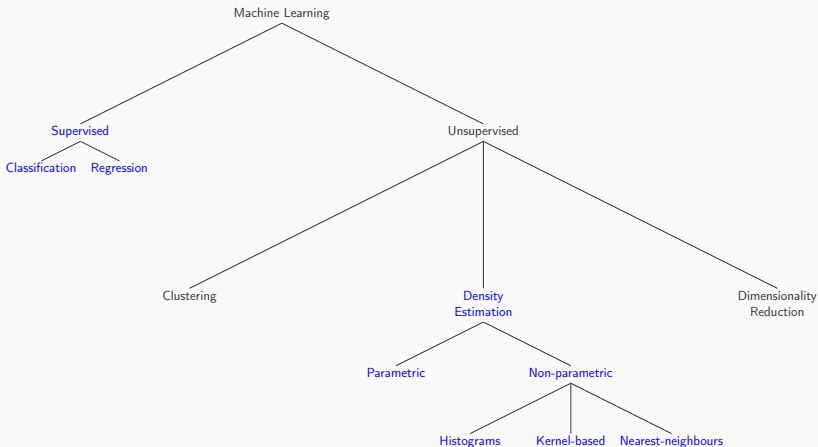 Machine Learning
Supervised
Unsupervised
Classification
Regression
Clustering
Density
Estimation
Dimensionality
Reduction
Parametric
Non-parametric
Histograms
Kernel-based
Nearest-neighbours